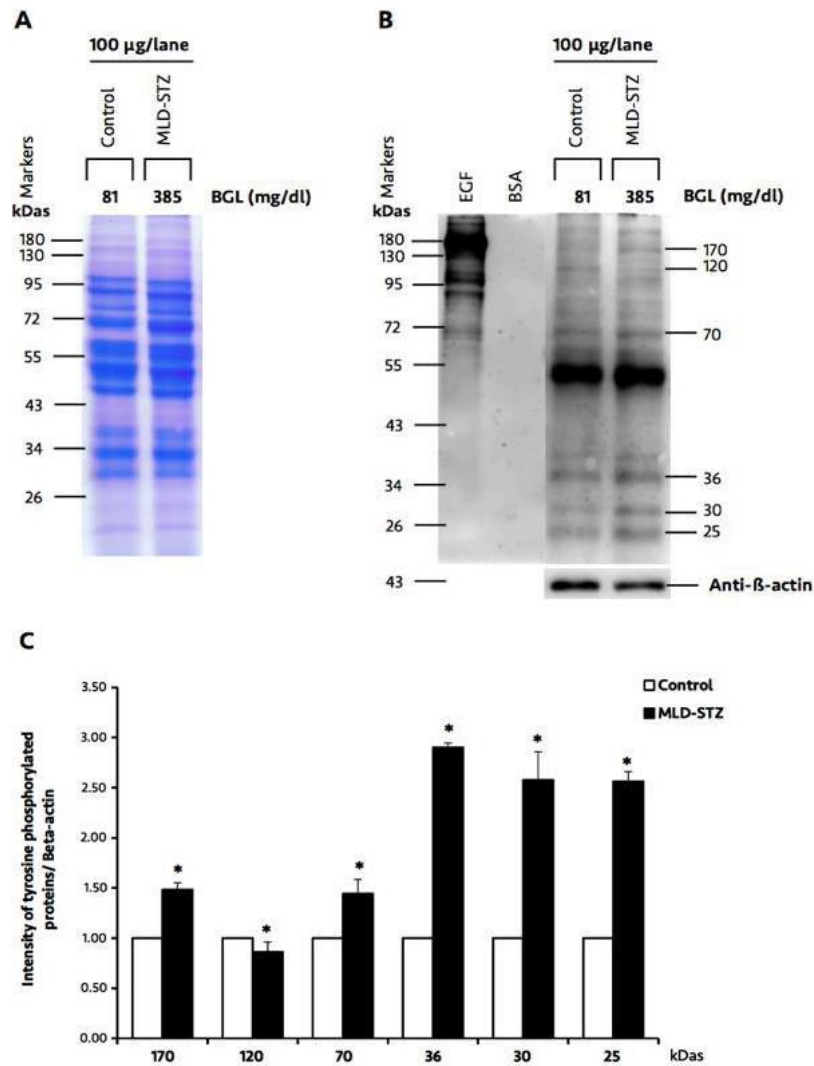 A
100 µg/lane
Control
MLD-STZ
Markers
kDas
81
385
BGL (mg/dl)
180
130
95
72
55
43
34
26
B
100 µg/lane
Control
MLD-STZ
Markers
kDas
EGF
BSA
81
385
BGL (mg/dl)
180
130
95
72
55
43
34
26
43
170
120
70
36
30
25
Anti-ß-actin
C
Intensity of tyrosine phosphorylated
proteins/ Beta-actin
3.50
3.00
2.50
2.00
1.50
1.00
0.50
0.00
Control
MLD-STZ
*
*
*
*
*
*
170
120
70
36
30
25
kDas